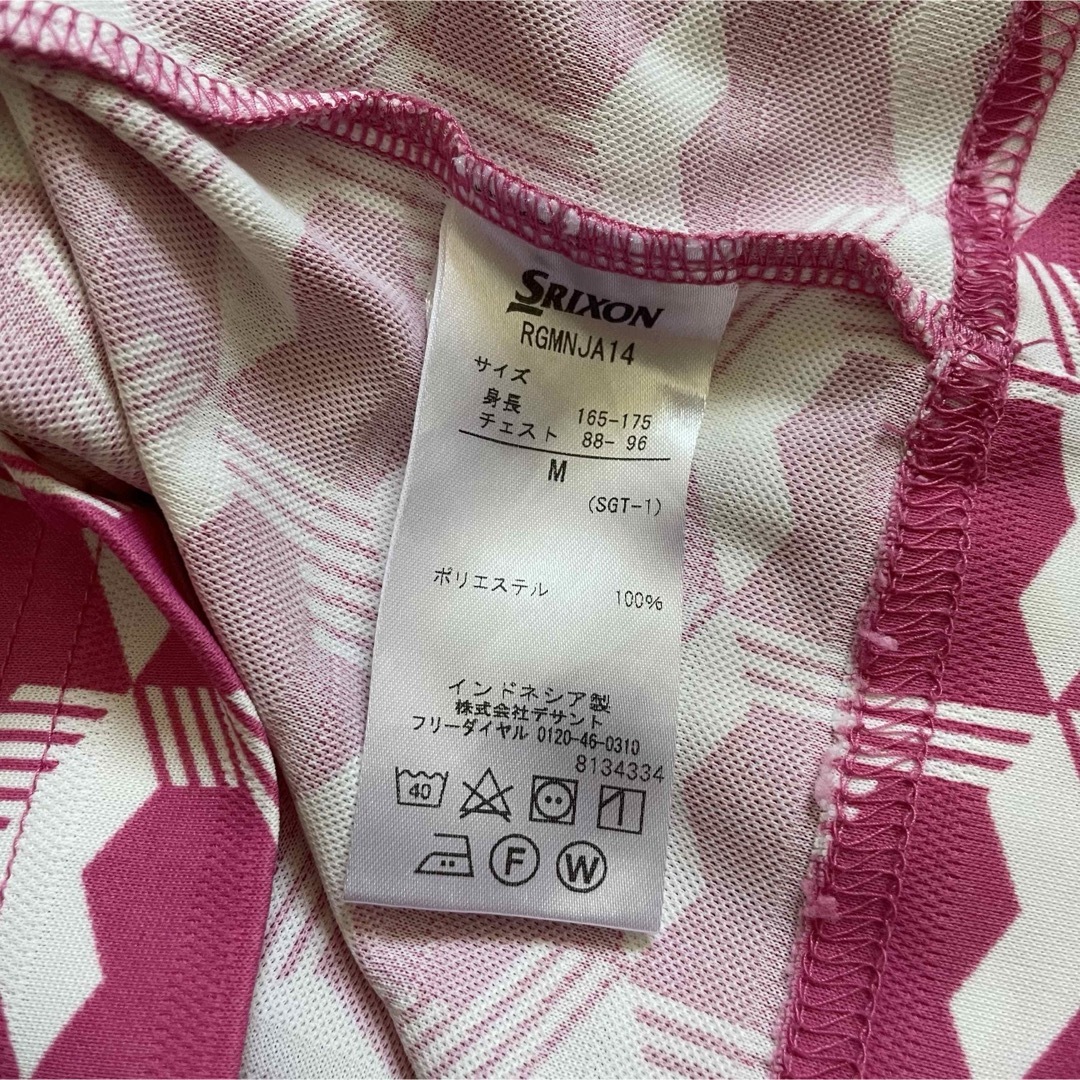 SRIXON
RGMNJA14
サイズ
身長 165-175
チェスト 88- 96
M
(SGT-1)
ポリエステル 100%
インドネシア製
株式会社デサント
フリーダイヤル 0120-46-0310
8134334
40
F W